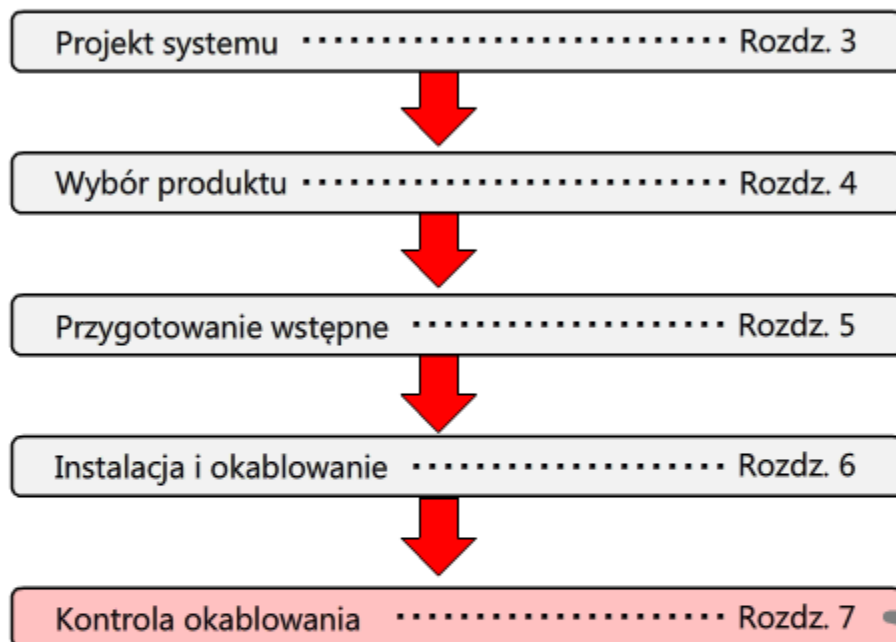 Projekt systemu ··························· Rozdz. 3
Wybór produktu ··························· Rozdz. 4
Przygotowanie wstępne ···················· Rozdz. 5
Instalacja i okablowanie ···················· Rozdz. 6
Kontrola okablowania ····················· Rozdz. 7